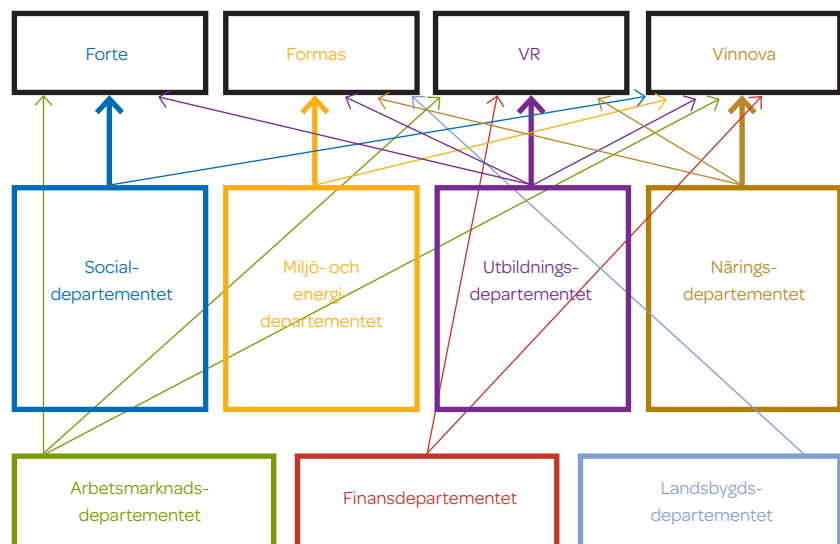 Forte
Formas
VR
Vinnova
Social-
departementet
Miljö- och
energi-
departementet
Utbildnings-
departementet
Närings-
departementet
Arbetsmarknads-
departementet
Finansdepartementet
Landsbygds-
departementet